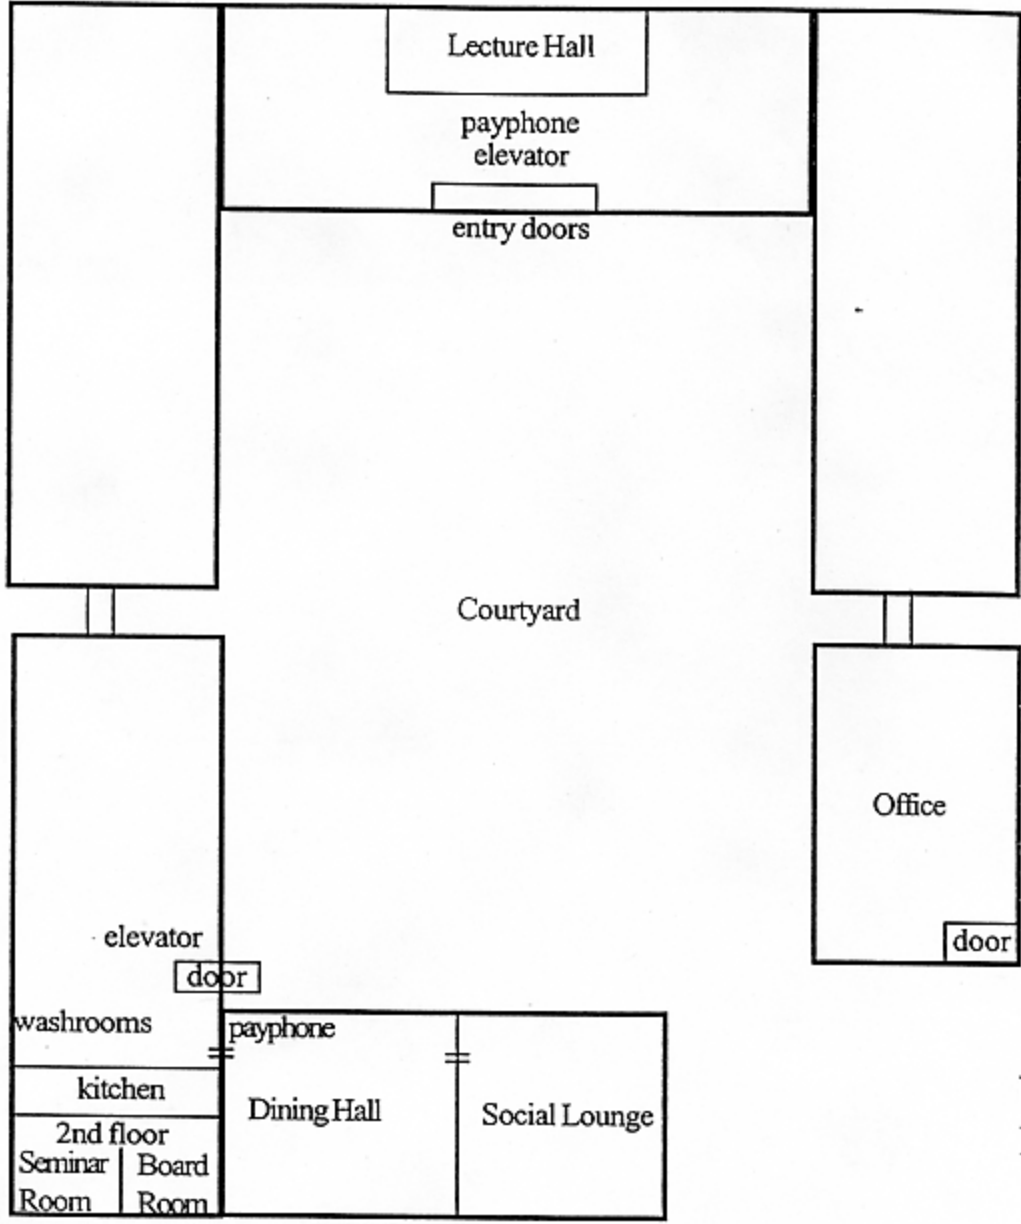 Lecture Hall
payphone
elevator
entry doors
Courtyard
Office
door
elevator
door
washrooms
payphone
kitchen
Dining Hall
Social Lounge
2nd floor
Seminar
Room
Board
Room